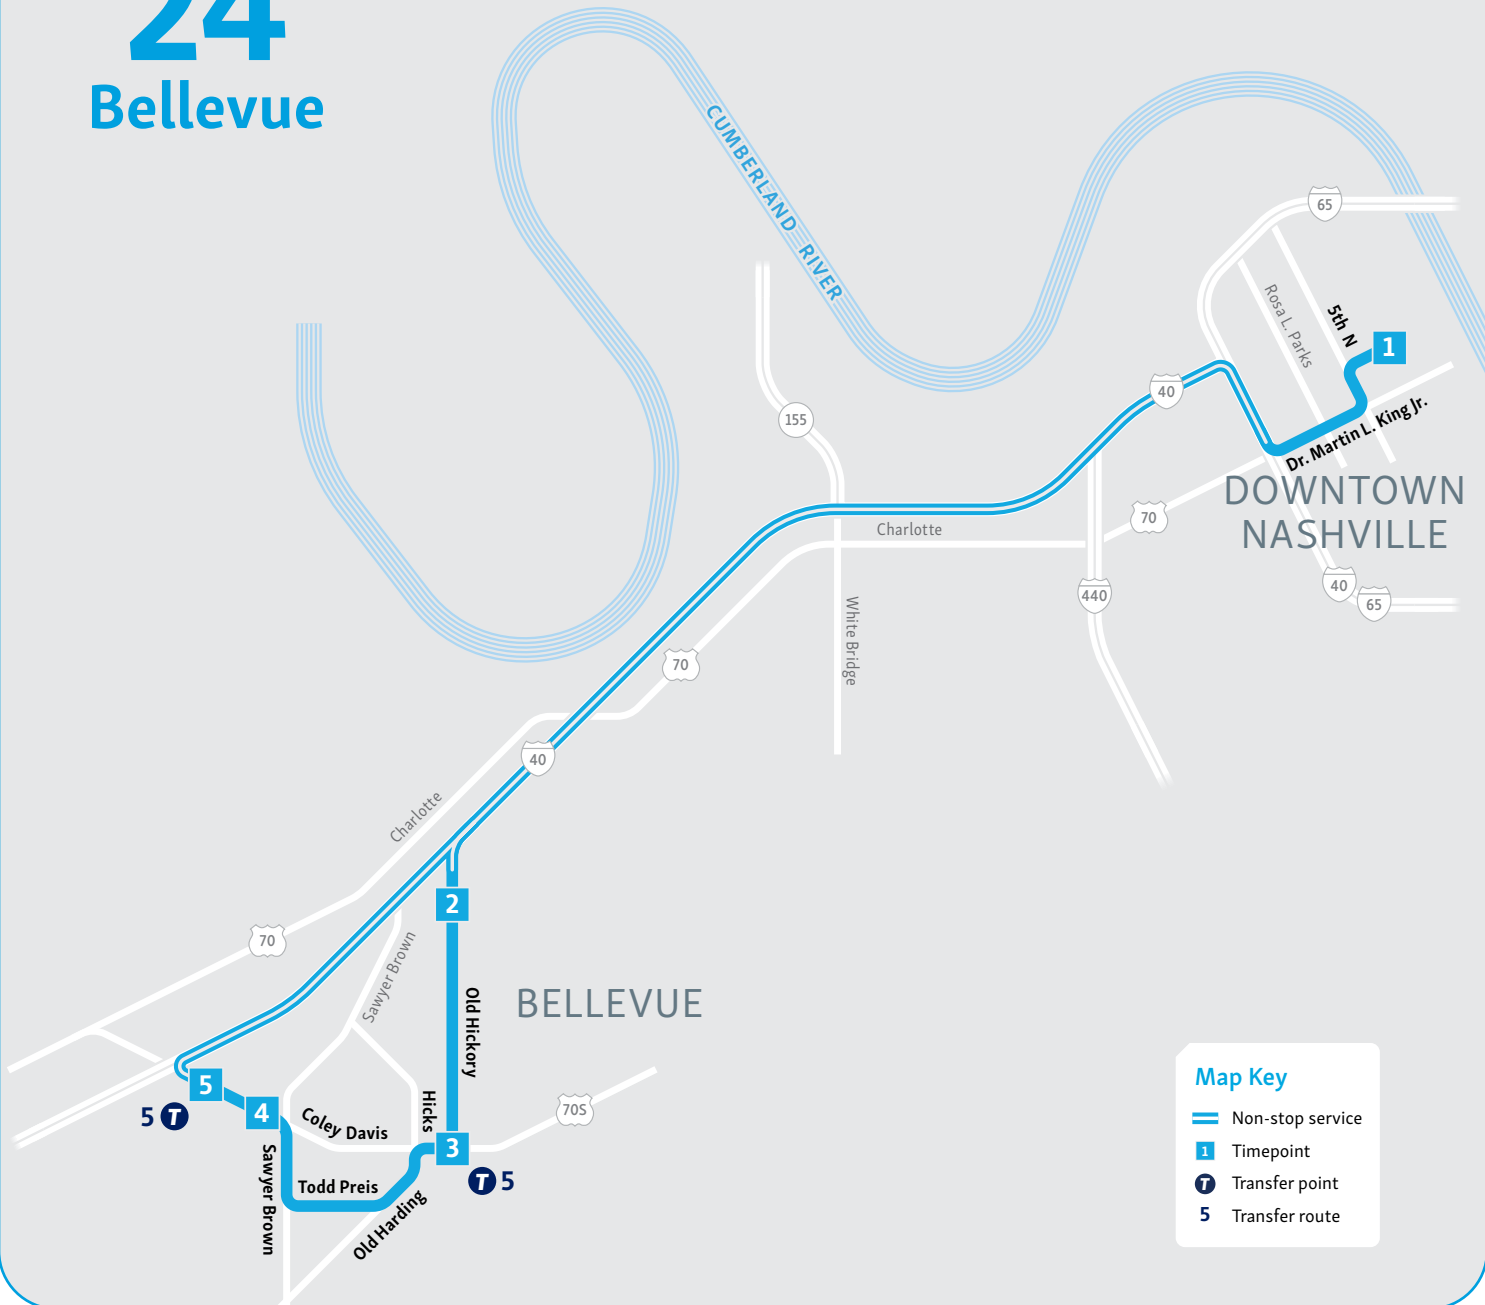 24
Bellevue
CUMBERLAND RIVER
65
Rosa L. Parks
5th N
1
40
155
Dr. Martin L. King Jr.
DOWNTOWN
NASHVILLE
70
Charlotte
40
65
440
White Bridge
70
40
Charlotte
2
70
Sawyer Brown
Old Hickory
BELLEVUE
5
5 T
4
Coley Davis
Hicks
70S
3
T 5
Sawyer Brown
Todd Preis
Old Harding
Map Key
Non-stop service
1 Timepoint
T Transfer point
5 Transfer route